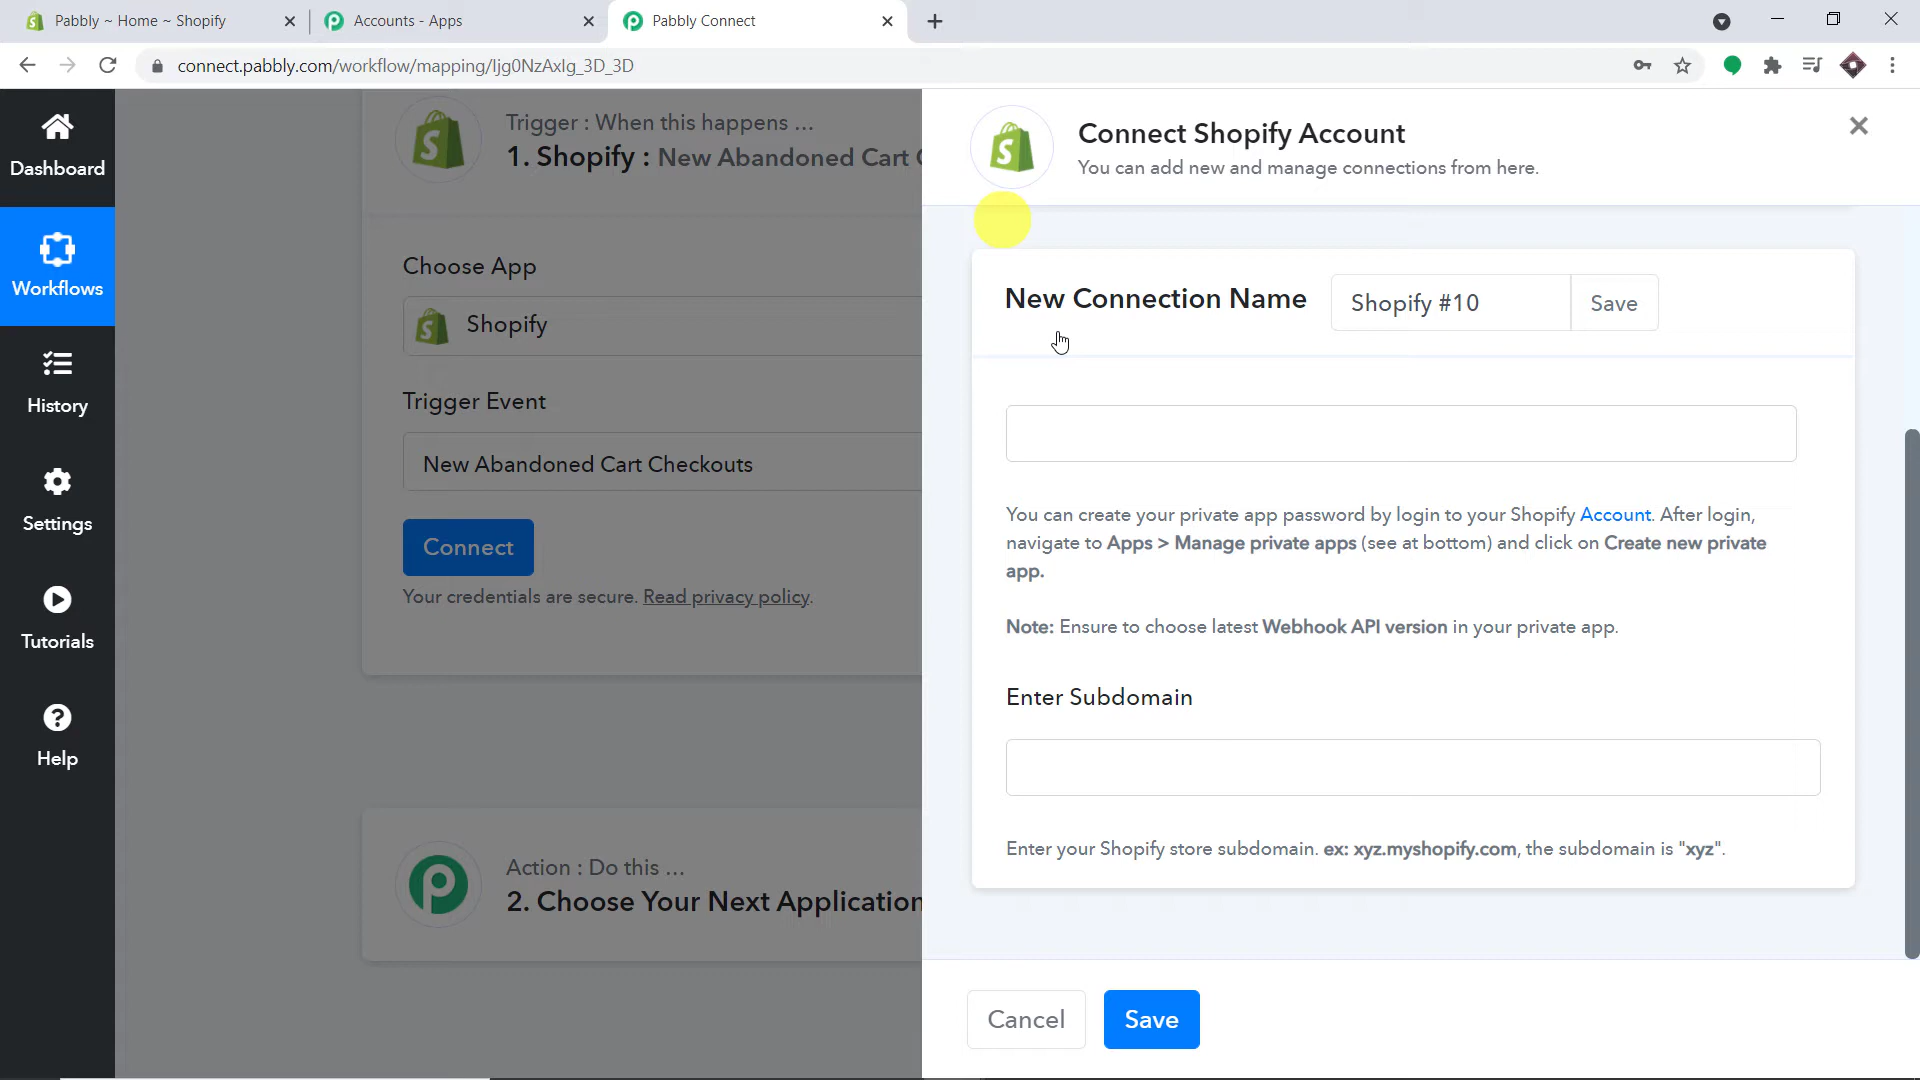 Pabbly ~ Home ~ Shopify
Accounts - Apps
Pabbly Connect
connect.pabbly.com/workflow/mapping/Ijg0NzAxIg_3D_3D
Dashboard
Workflows
History
Settings
Tutorials
Help
Trigger : When this happens ...
1. Shopify : New Abandoned Cart C
Choose App
Shopify
Trigger Event
New Abandoned Cart Checkouts
Connect
Your credentials are secure. Read privacy policy.
Action : Do this ...
2. Choose Your Next Application
Connect Shopify Account
You can add new and manage connections from here.
New Connection Name
Shopify #10
Save
You can create your private app password by login to your Shopify Account. After login,
navigate to Apps > Manage private apps (see at bottom) and click on Create new private
app.
Note: Ensure to choose latest Webhook API version in your private app.
Enter Subdomain
Enter your Shopify store subdomain. ex: xyz.myshopify.com, the subdomain is "xyz".
Cancel
Save